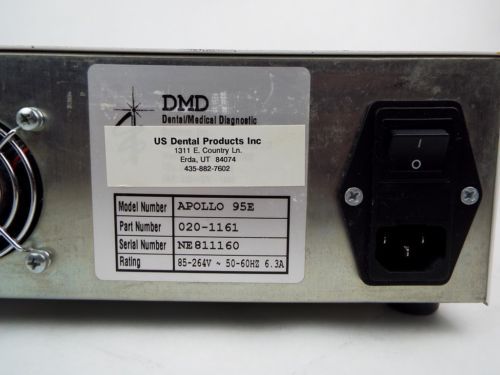 DMD
Dental/Medical Diagnostic
US Dental Products Inc
1311 E. Country Ln.
Erda, UT 84074
435-882-7602
Model Number APOLLO 95E
Part Number 020-1161
Serial Number NE811160
Rating 85-264V ~ 50-60HZ 6.3A
I
O